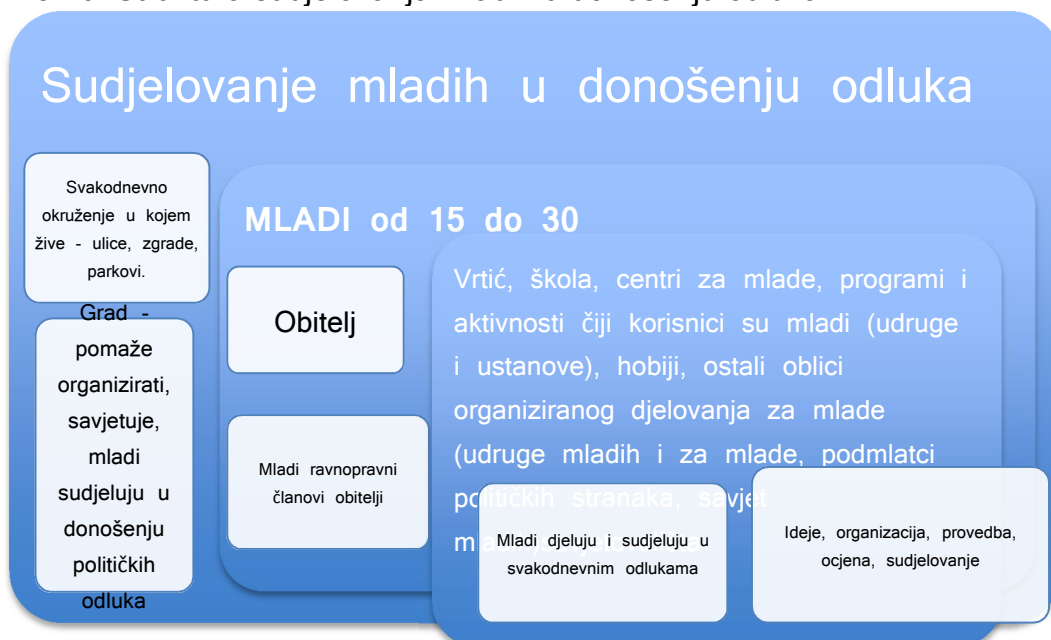 Sudjelovanje mladih u donošenju odluka
Svakodnevno
okruženje u kojem
žive - ulice, zgrade,
parkovi.
Grad -
pomaže
organizirati,
savjetuje,
mladi
sudjeluju u
donošenju
političkih
odluka
MLADI od 15 do 30
Obitelj
Mladi ravnopravni
članovi obitelji
Vrtić, škola, centri za mlade, programi i
aktivnosti čiji korisnici su mladi (udruge
i ustanove), hobiji, ostali oblici
organiziranog djelovanja za mlade
(udruge mladih i za mlade, podmlatci
političkih stranaka,
Mladi djeluju i sudjeluju u
svakodnevnim odlukama
Ideje, organizacija, provedba,
ocjena, sudjelovanje